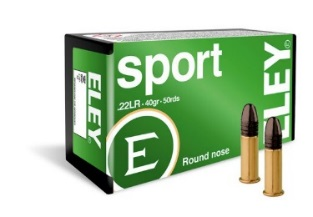 sport
.22LR - 40gr - 50rds
E
Round nose
ELEY
ELEY